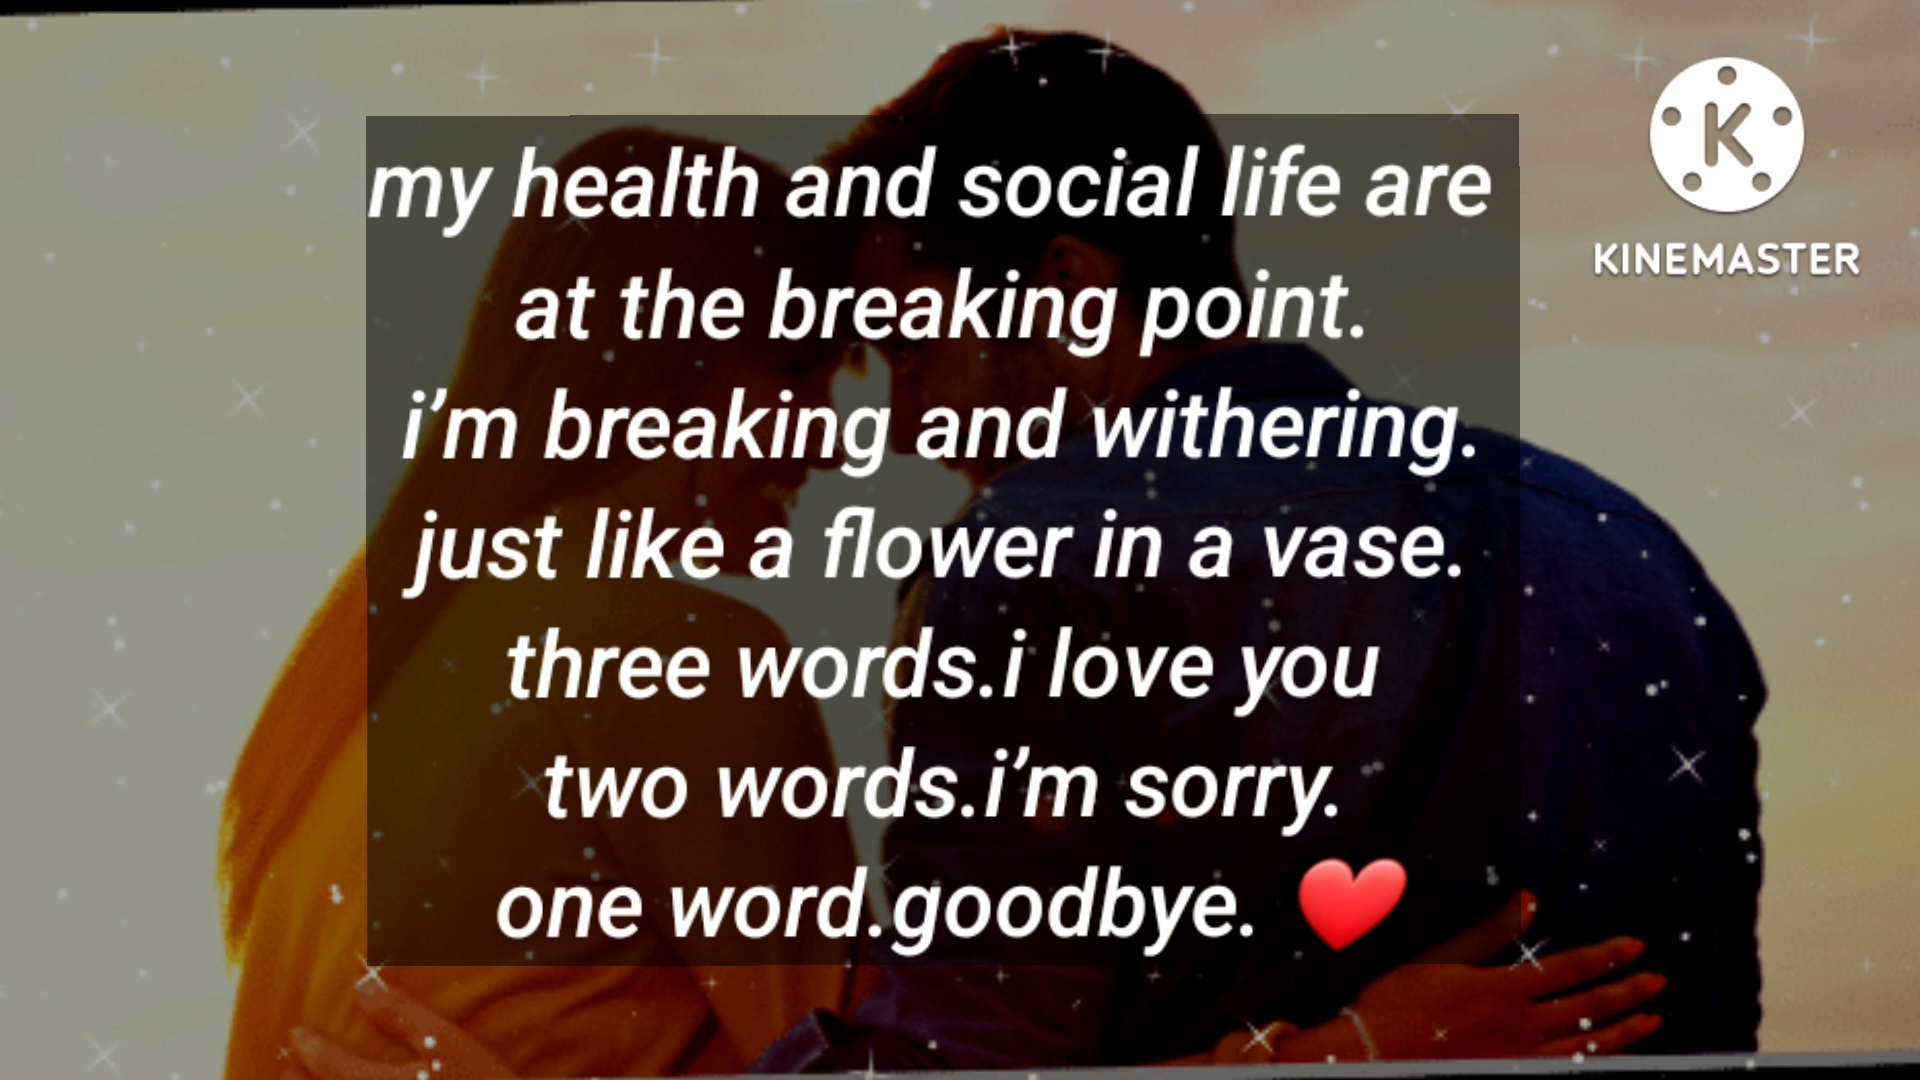 my health and social life are
at the breaking point.
i’m breaking and withering.
just like a flower in a vase.
three words.i love you
two words.i’m sorry.
one word.goodbye. ❤️
K
KINEMASTER